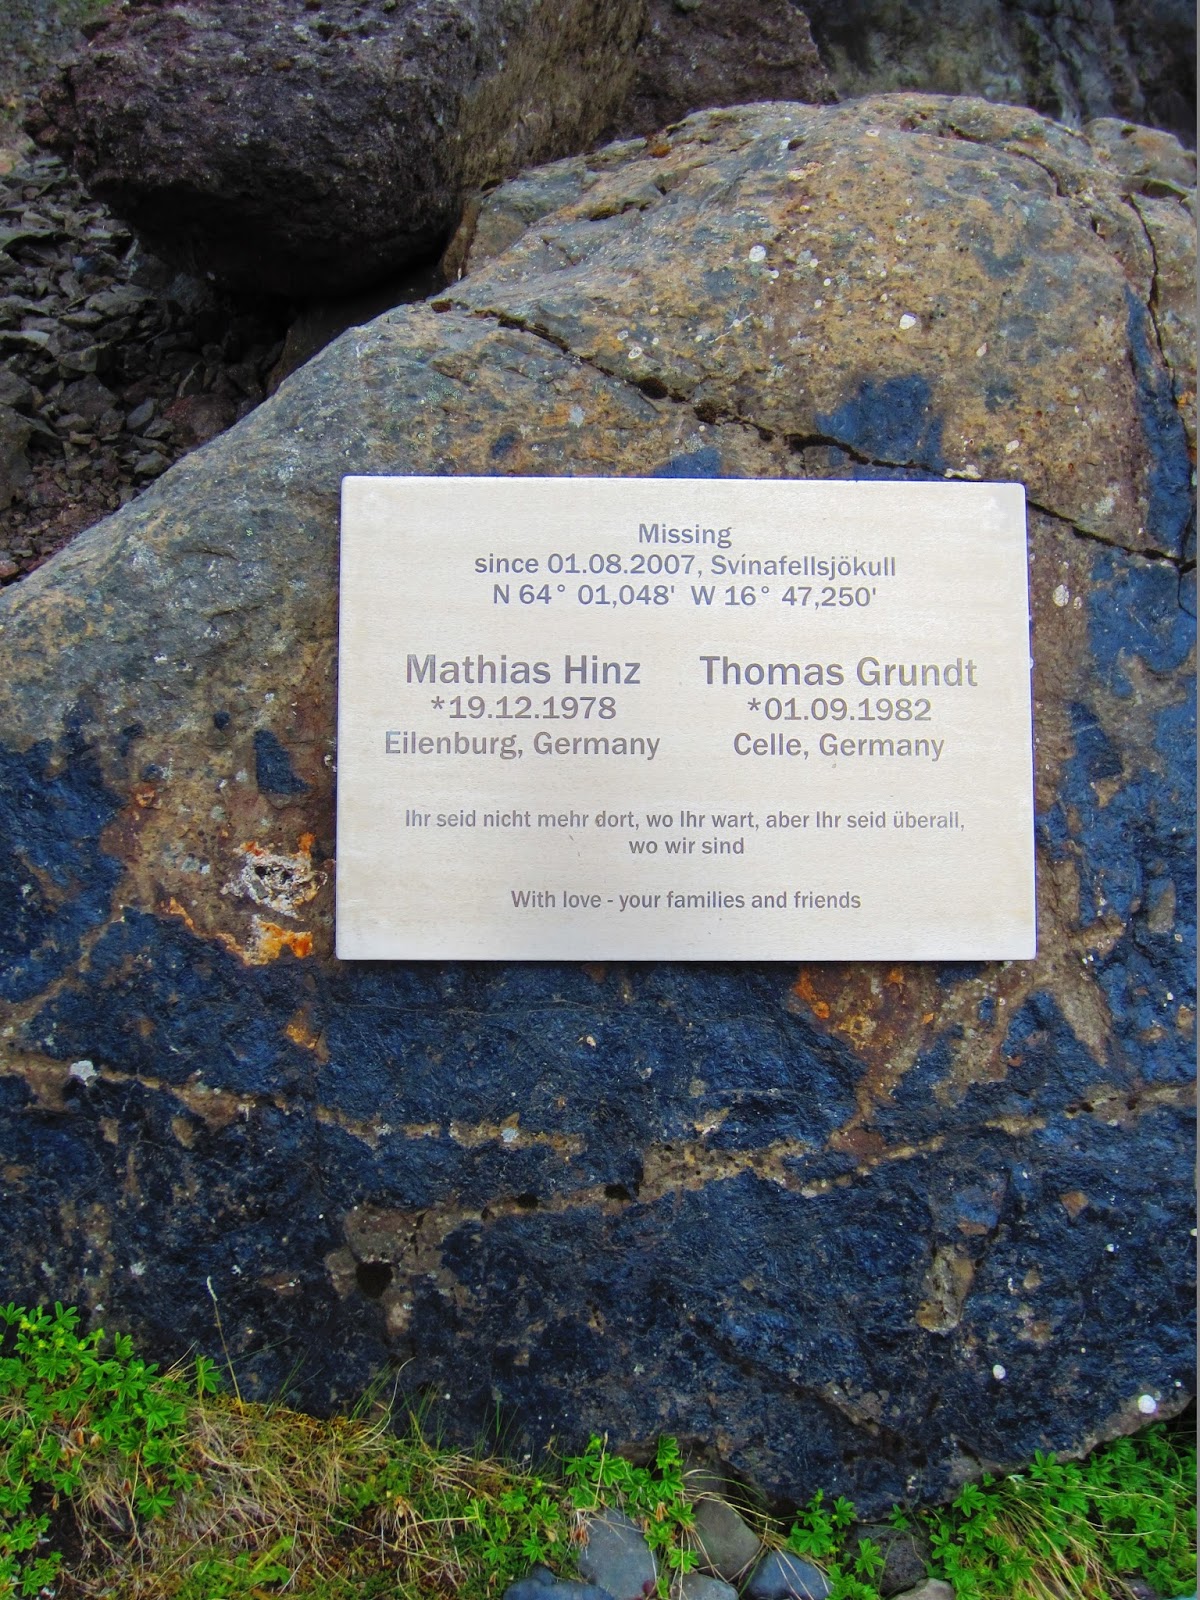 Missing
since 01.08.2007, Svínafellsjökull
N 64° 01,048' W 16° 47,250'
Mathias Hinz
*19.12.1978
Eilenburg, Germany
Thomas Grundt
*01.09.1982
Celle, Germany
Ihr seid nicht mehr dort, wo Ihr wart, aber Ihr seid überall,
wo wir sind
With love - your families and friends